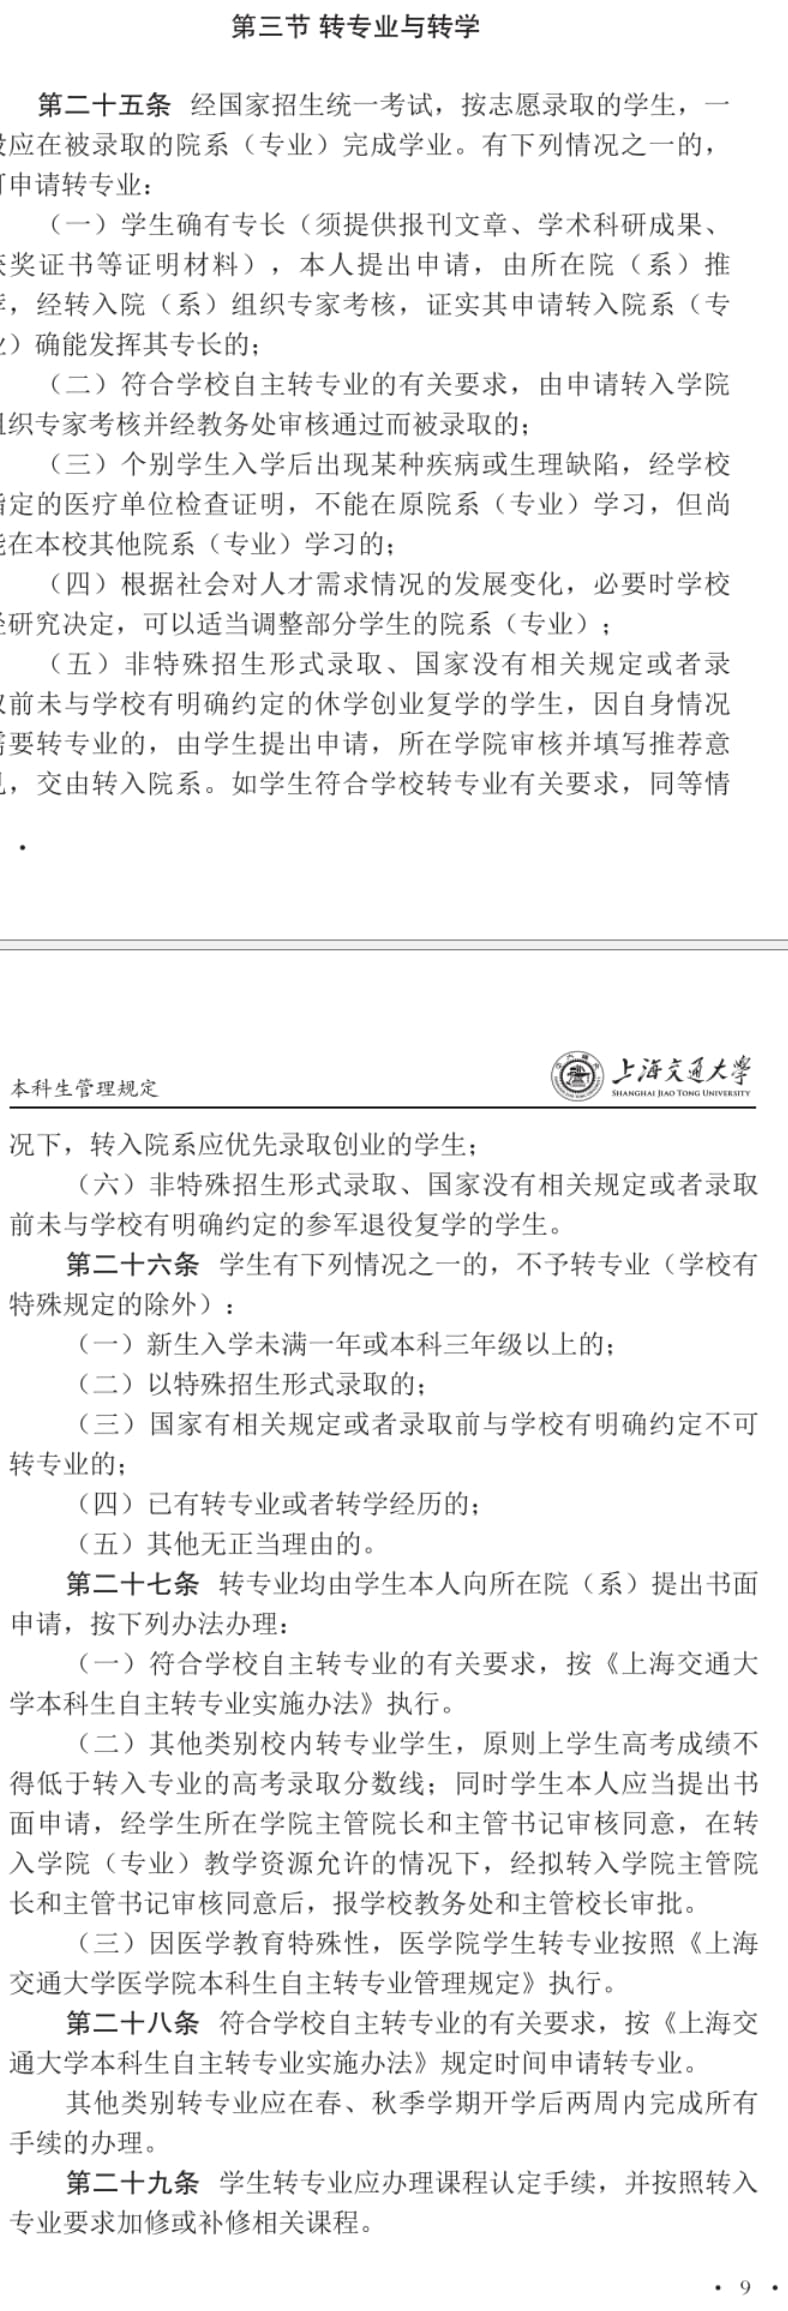 第三节 转专业与转学
第二十五条 经国家招生统一考试，按志愿录取的学生，一
应在被录取的院系（专业）完成学业。有下列情况之一的，
申请转专业：
（一）学生确有专长（须提供报刊文章、学术科研成果、
奖证书等证明材料），本人提出申请，由所在院（系）推
，经转入院（系）组织专家考核，证实其申请转入院系（专
）确能发挥其专长的；
（二）符合学校自主转专业的有关要求，由申请转入学院
织专家考核并经教务处审核通过而被录取的；
（三）个别学生入学后出现某种疾病或生理缺陷，经学校
定的医疗单位检查证明，不能在原院系（专业）学习，但尚
在本校其他院系（专业）学习的；
（四）根据社会对人才需求情况的发展变化，必要时学校
研究决定，可以适当调整部分学生的院系（专业）；
（五）非特殊招生形式录取、国家没有相关规定或者录
前未与学校有明确约定的休学创业复学的学生，因自身情况
要转专业的，由学生提出申请，所在学院审核并填写推荐意
，交由转入院系。如学生符合学校转专业有关要求，同等情
•
本科生管理规定
上海交通大学
SHANGHAI JIAO TONG UNIVERSITY
况下，转入院系应优先录取创业的学生；
（六）非特殊招生形式录取、国家没有相关规定或者录取
前未与学校有明确约定的参军退役复学的学生。
第二十六条 学生有下列情况之一的，不予转专业（学校有
特殊规定的除外）：
（一）新生入学未满一年或本科三年级以上的；
（二）以特殊招生形式录取的；
（三）国家有相关规定或者录取前与学校有明确约定不可
转专业的；
（四）已有转专业或者转学经历的；
（五）其他无正当理由的。
第二十七条 转专业均由学生本人向所在院（系）提出书面
申请，按下列办法办理：
（一）符合学校自主转专业的有关要求，按《上海交通大
学本科生自主转专业实施办法》执行。
（二）其他类别校内转专业学生，原则上学生高考成绩不
得低于转入专业的高考录取分数线；同时学生本人应当提出书
面申请，经学生所在学院主管院长和主管书记审核同意，在转
入学院（专业）教学资源允许的情况下，经拟转入学院主管院
长和主管书记审核同意后，报学校教务处和主管校长审批。
（三）因医学教育特殊性，医学院学生转专业按照《上海
交通大学医学院本科生自主转专业管理规定》执行。
第二十八条 符合学校自主转专业的有关要求，按《上海交
通大学本科生自主转专业实施办法》规定时间申请转专业。
其他类别转专业应在春、秋季学期开学后两周内完成所有
手续的办理。
第二十九条 学生转专业应办理课程认定手续，并按照转入
专业要求加修或补修相关课程。
• 9 •